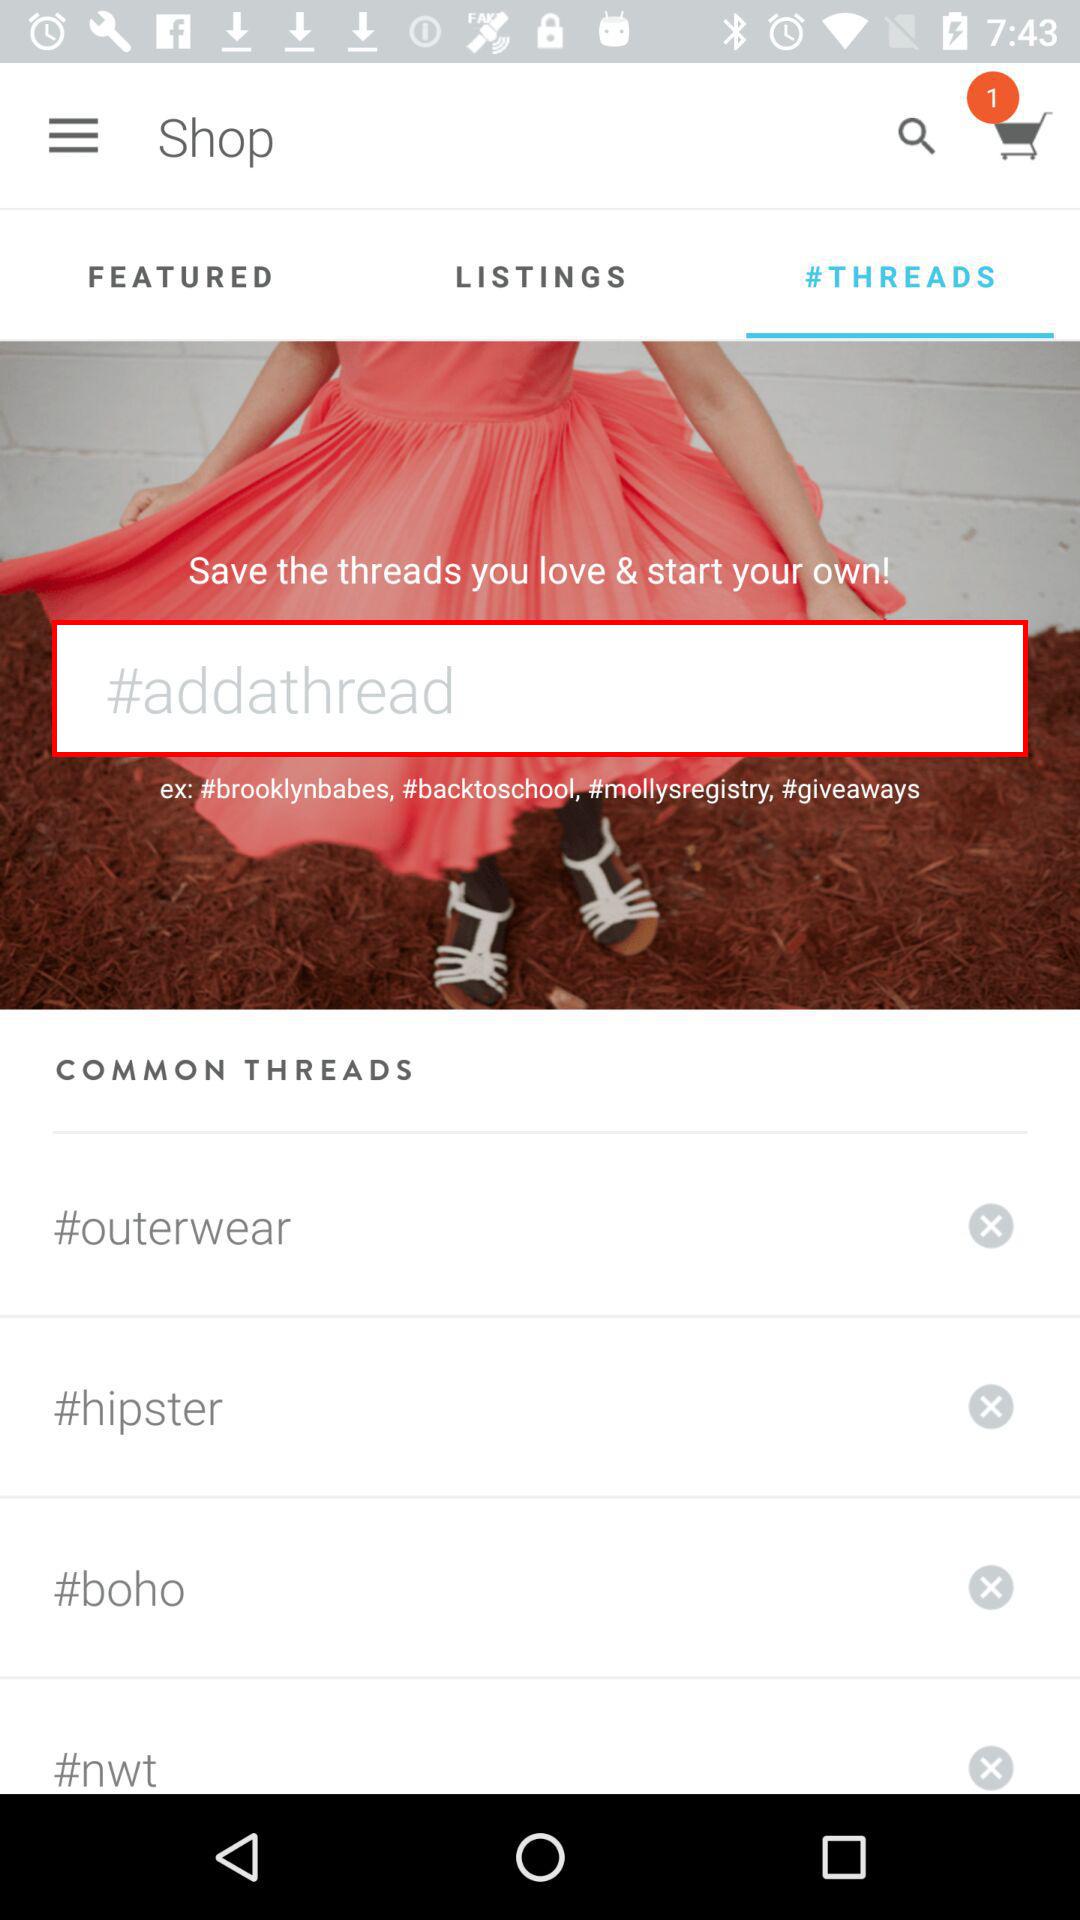 FAKE
7:43
1
Shop
FEATURED
LISTINGS
#THREADS
Save the threads you love & start your own!
#addathread
ex: #brooklynbabes, #backtoschool, #mollysregistry, #giveaways
COMMON THREADS
#outerwear
#hipster
#boho
#nwt